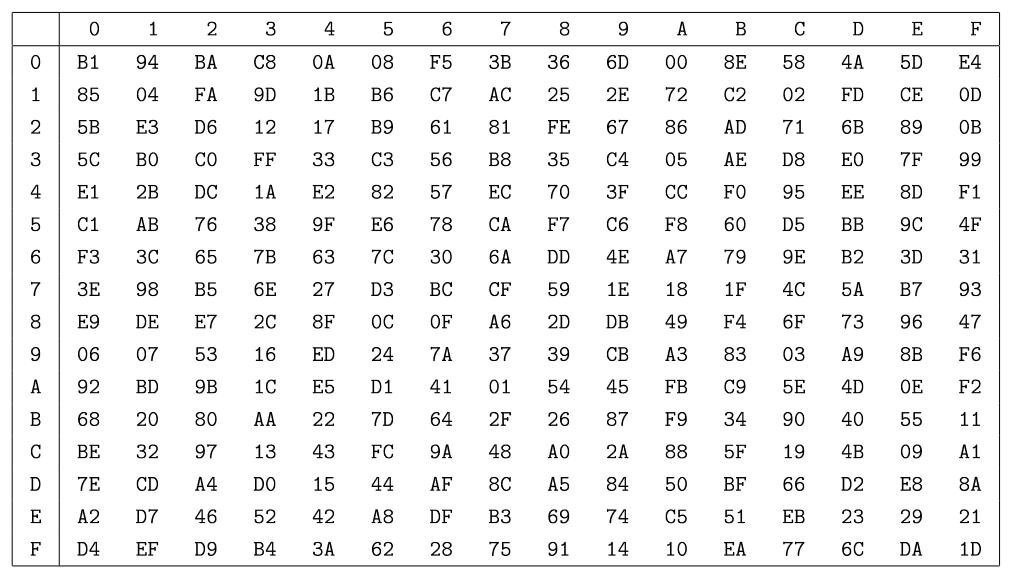 0 1 2 3 4 5 6 7 8 9 A B C D E F
0 B1 94 BA C8 0A 08 F5 3B 36 6D 00 8E 58 4A 5D E4
1 85 04 FA 9D 1B B6 C7 AC 25 2E 72 C2 02 FD CE 0D
2 5B E3 D6 12 17 B9 61 81 FE 67 86 AD 71 6B 89 0B
3 5C B0 C0 FF 33 C3 56 B8 35 C4 05 AE D8 E0 7F 99
4 E1 2B DC 1A E2 82 57 EC 70 3F CC F0 95 EE 8D F1
5 C1 AB 76 38 9F E6 78 CA F7 C6 F8 60 D5 BB 9C 4F
6 F3 3C 65 7B 63 7C 30 6A DD 4E A7 79 9E B2 3D 31
7 3E 98 B5 6E 27 D3 BC CF 59 1E 18 1F 4C 5A B7 93
8 E9 DE E7 2C 8F 0C 0F A6 2D DB 49 F4 6F 73 96 47
9 06 07 53 16 ED 24 7A 37 39 CB A3 83 03 A9 8B F6
A 92 BD 9B 1C E5 D1 41 01 54 45 FB C9 5E 4D 0E F2
B 68 20 80 AA 22 7D 64 2F 26 87 F9 34 90 40 55 11
C BE 32 97 13 43 FC 9A 48 A0 2A 88 5F 19 4B 09 A1
D 7E CD A4 D0 15 44 AF 8C A5 84 50 BF 66 D2 E8 8A
E A2 D7 46 52 42 A8 DF B3 69 74 C5 51 EB 23 29 21
F D4 EF D9 B4 3A 62 28 75 91 14 10 EA 77 6C DA 1D